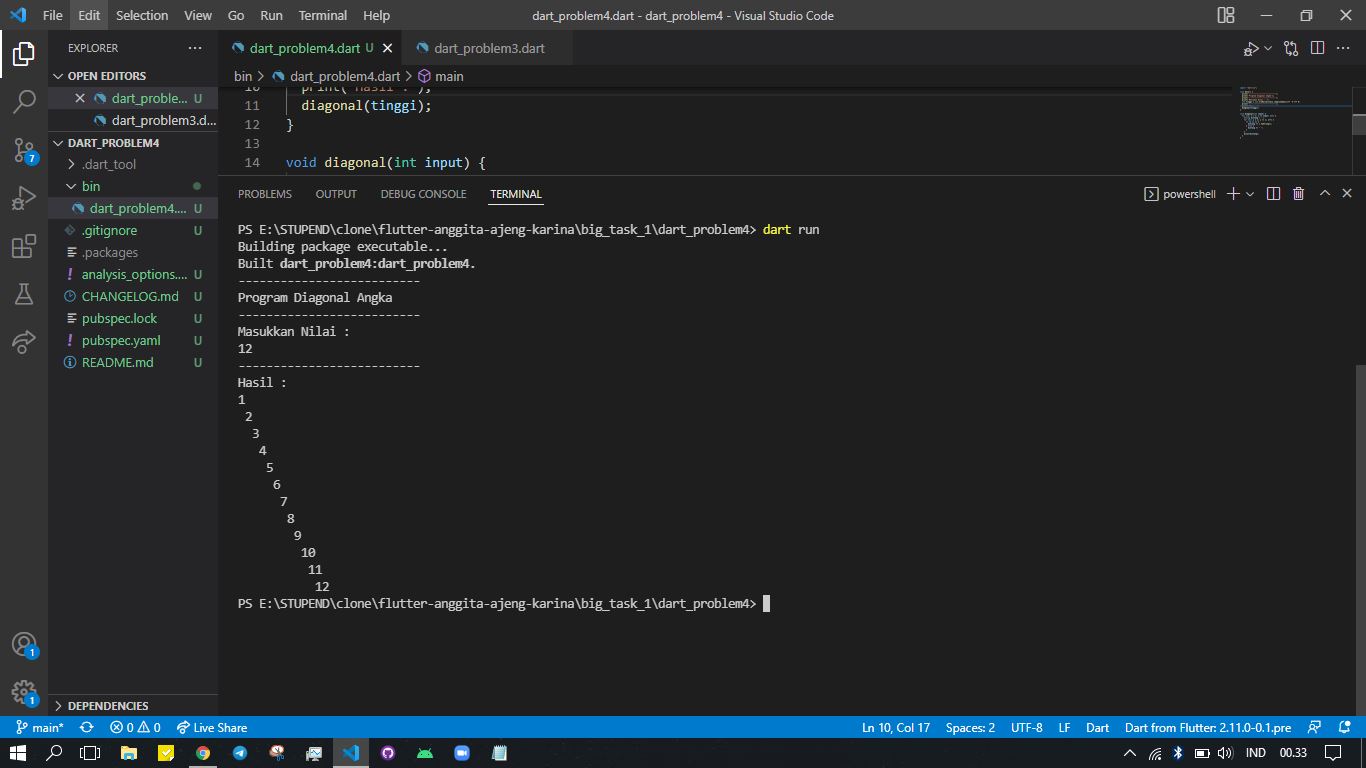 File Edit Selection View Go Run Terminal Help
dart_problem4.dart - dart_problem4 - Visual Studio Code
EXPLORER
OPEN EDITORS
dart_proble... U
dart_problem3.d...
DART_PROBLEM4
.dart_tool
bin
dart_problem4.... U
.gitignore U
.packages
analysis_options.... U
CHANGELOG.md U
pubspec.lock U
pubspec.yaml U
README.md U
DEPENDENCIES
dart_problem4.dart U
dart_problem3.dart
bin > dart_problem4.dart > main
10 print("Hasil : ");
11 diagonal(tinggi);
12 }
13
14 void diagonal(int input) {
PROBLEMS OUTPUT DEBUG CONSOLE TERMINAL
powershell
PS E:\STUPEND\clone\flutter-anggita-ajeng-karina\big_task_1\dart_problem4> dart run
Building package executable...
Built dart_problem4:dart_problem4.
--------------------------
Program Diagonal Angka
--------------------------
Masukkan Nilai :
12
--------------------------
Hasil :
1
2
3
4
5
6
7
8
9
10
11
12
PS E:\STUPEND\clone\flutter-anggita-ajeng-karina\big_task_1\dart_problem4>
7
1
1
main* 0 0 Live Share
Ln 10, Col 17 Spaces: 2 UTF-8 LF Dart Dart from Flutter: 2.11.0-0.1.pre
IND 00.33